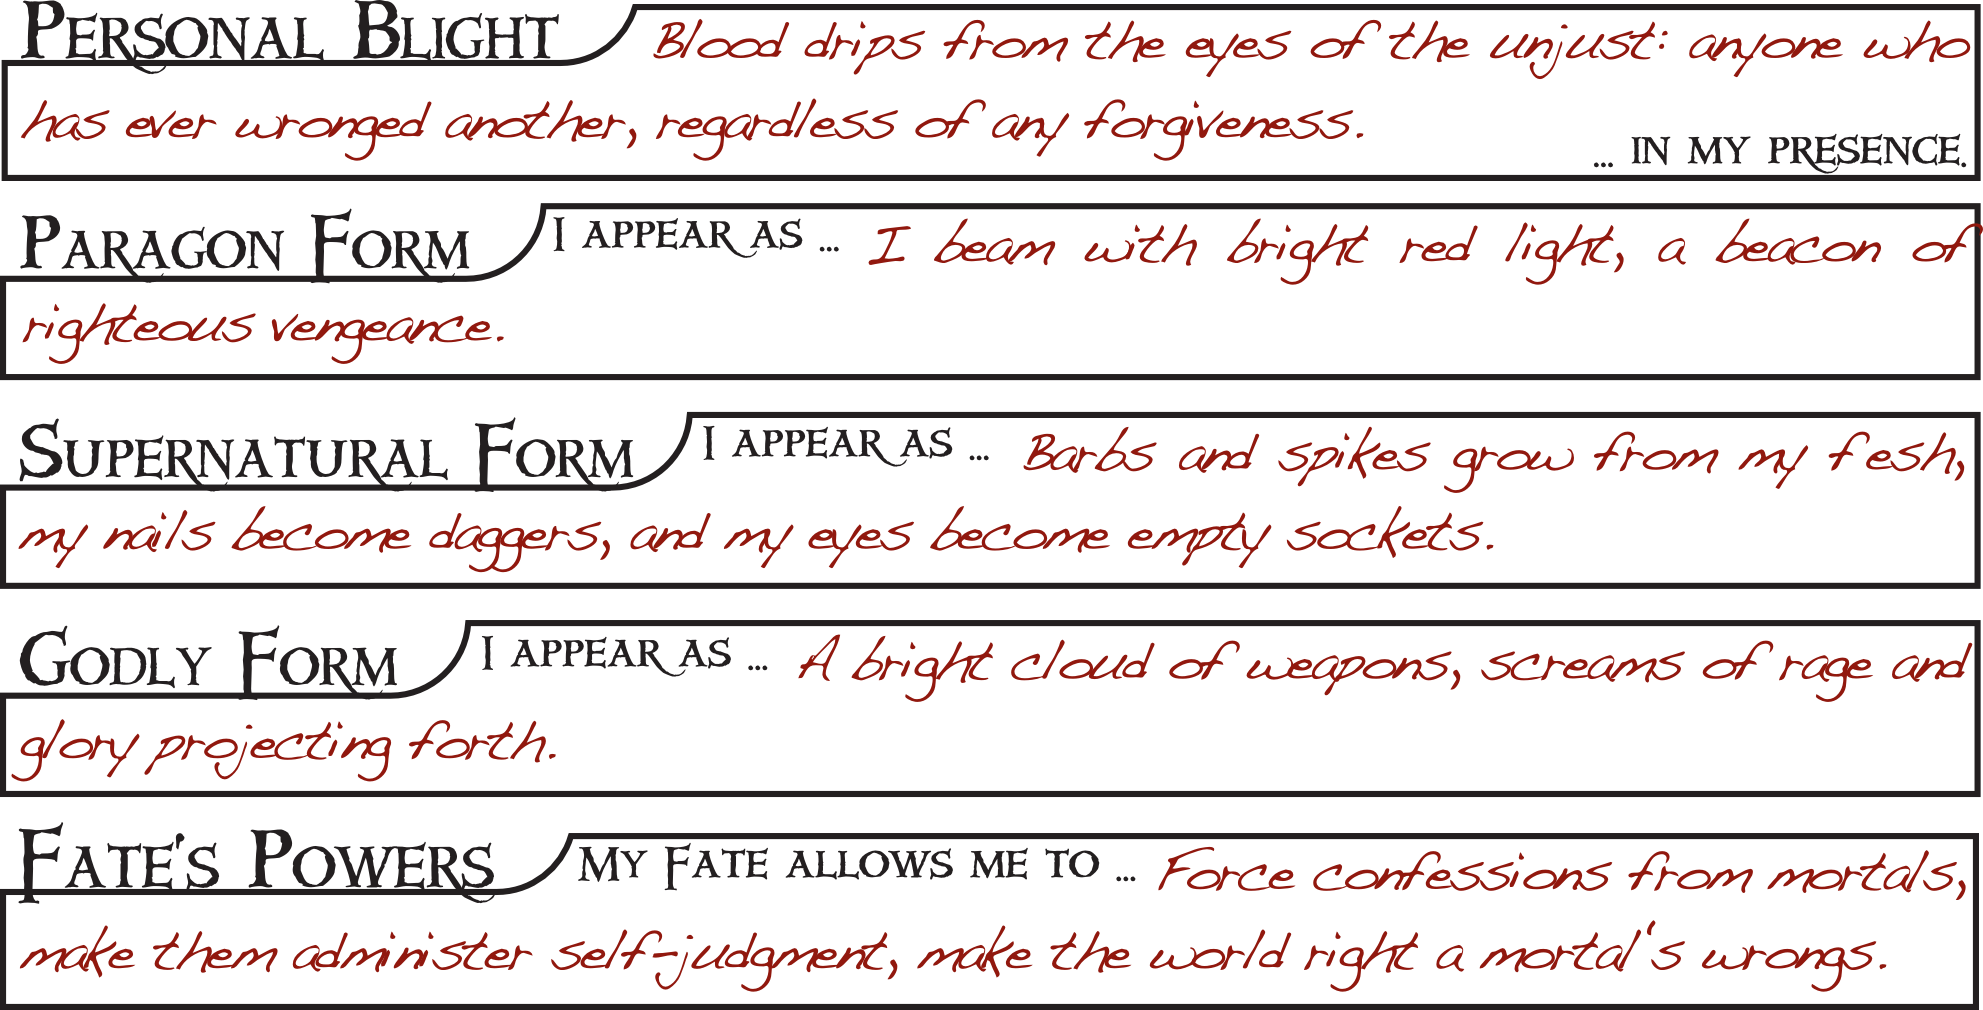 Personal Blight Blood drips from the eyes of the unjust: anyone who
has ever wronged another, regardless of any forgiveness.
... in my presence.
Paragon Form I appear as ... I beam with bright red light, a beacon of
righteous vengeance.
Supernatural Form I appear as ... Barbs and spikes grow from my f esh,
my nails become daggers, and my eyes become empty sockets.
Godly Form I appear as ... A bright cloud of weapons, screams of rage and
glory projecting forth.
Fate's Powers My Fate allows me to ... Force confessions from mortals,
make them administer self-judgment, make the world right a mortal's wrongs.